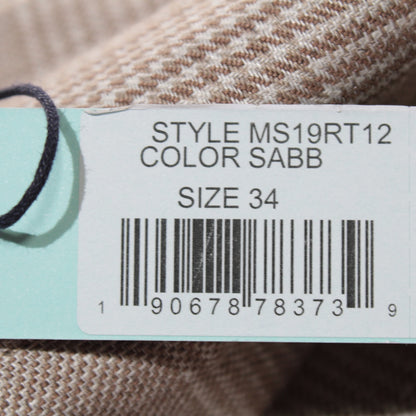 STYLE MS19RT12
COLOR SABB
SIZE 34
1 90678 78373 9